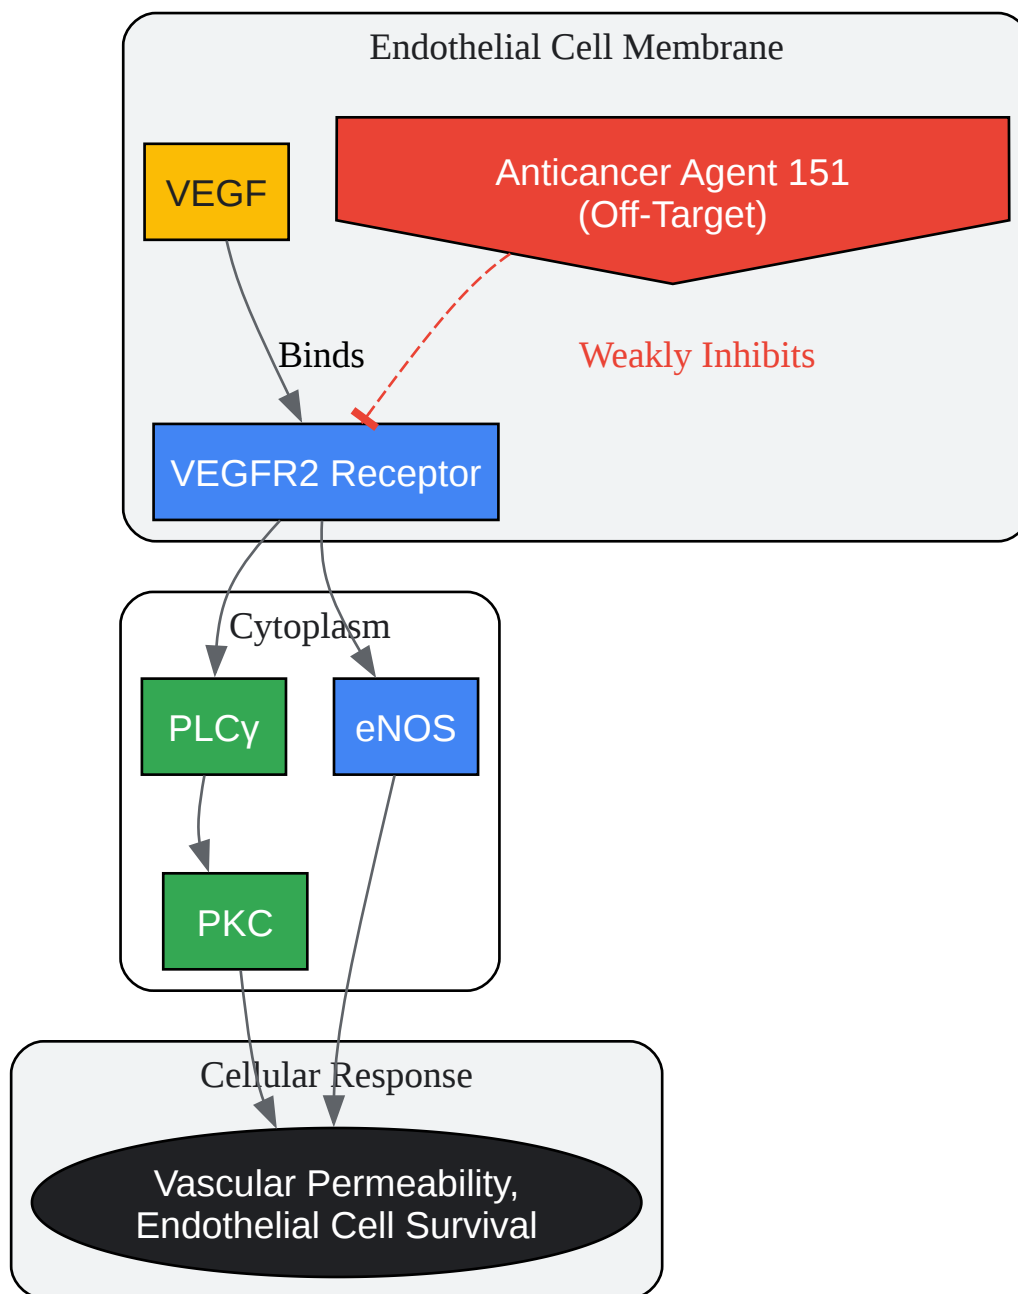 Endothelial Cell Membrane
VEGF
Anticancer Agent 151
(Off-Target)
Binds
Weakly Inhibits
VEGFR2 Receptor
Cytoplasm
PLCγ
eNOS
PKC
Cellular Response
Vascular Permeability,
Endothelial Cell Survival